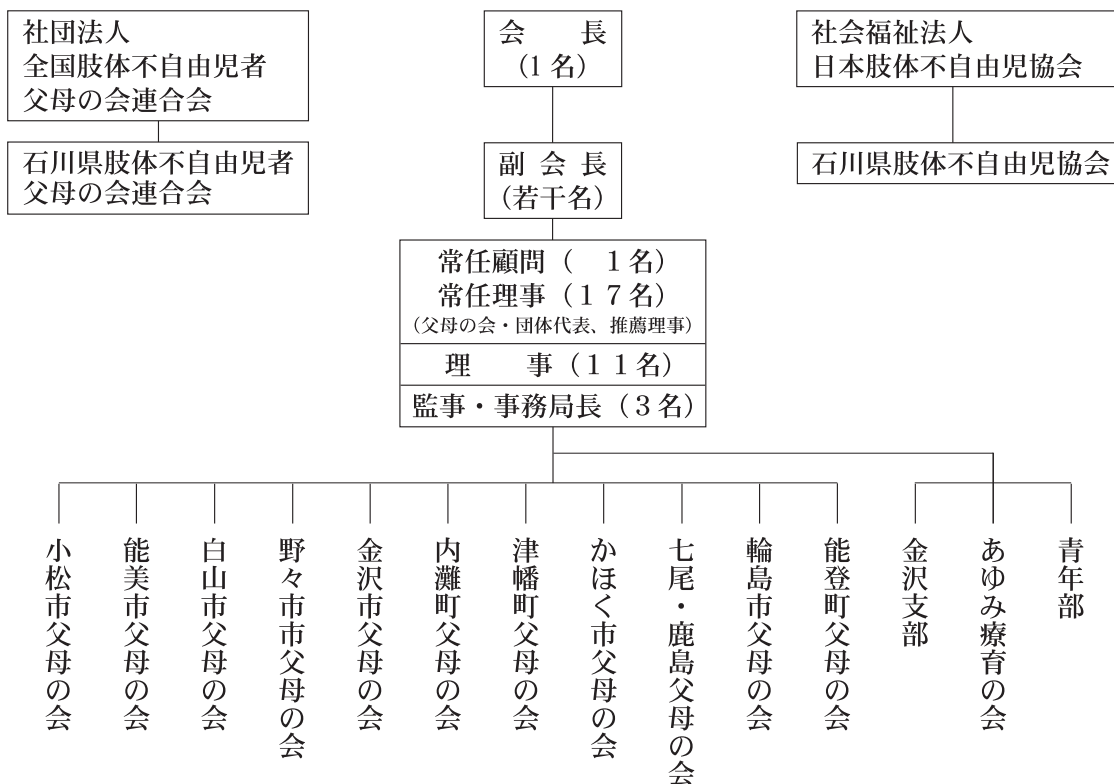 社団法人
全国肢体不自由児者
父母の会連合会
石川県肢体不自由児者
父母の会連合会
会　　長
（1 名）
副 会 長
（若干名）
社会福祉法人
日本肢体不自由児協会
石川県肢体不自由児協会
常任顧問（　１名）
常任理事（１７名）
（父母の会・団体代表、推薦理事）
理　　事（１１名）
監事・事務局長（３名）
小松市父母の会
能美市父母の会
白山市父母の会
野々市市父母の会
金沢市父母の会
内灘町父母の会
津幡町父母の会
かほく市父母の会
七尾・鹿島父母の会
輪島市父母の会
能登町父母の会
金沢支部
あゆみ療育の会
青年部